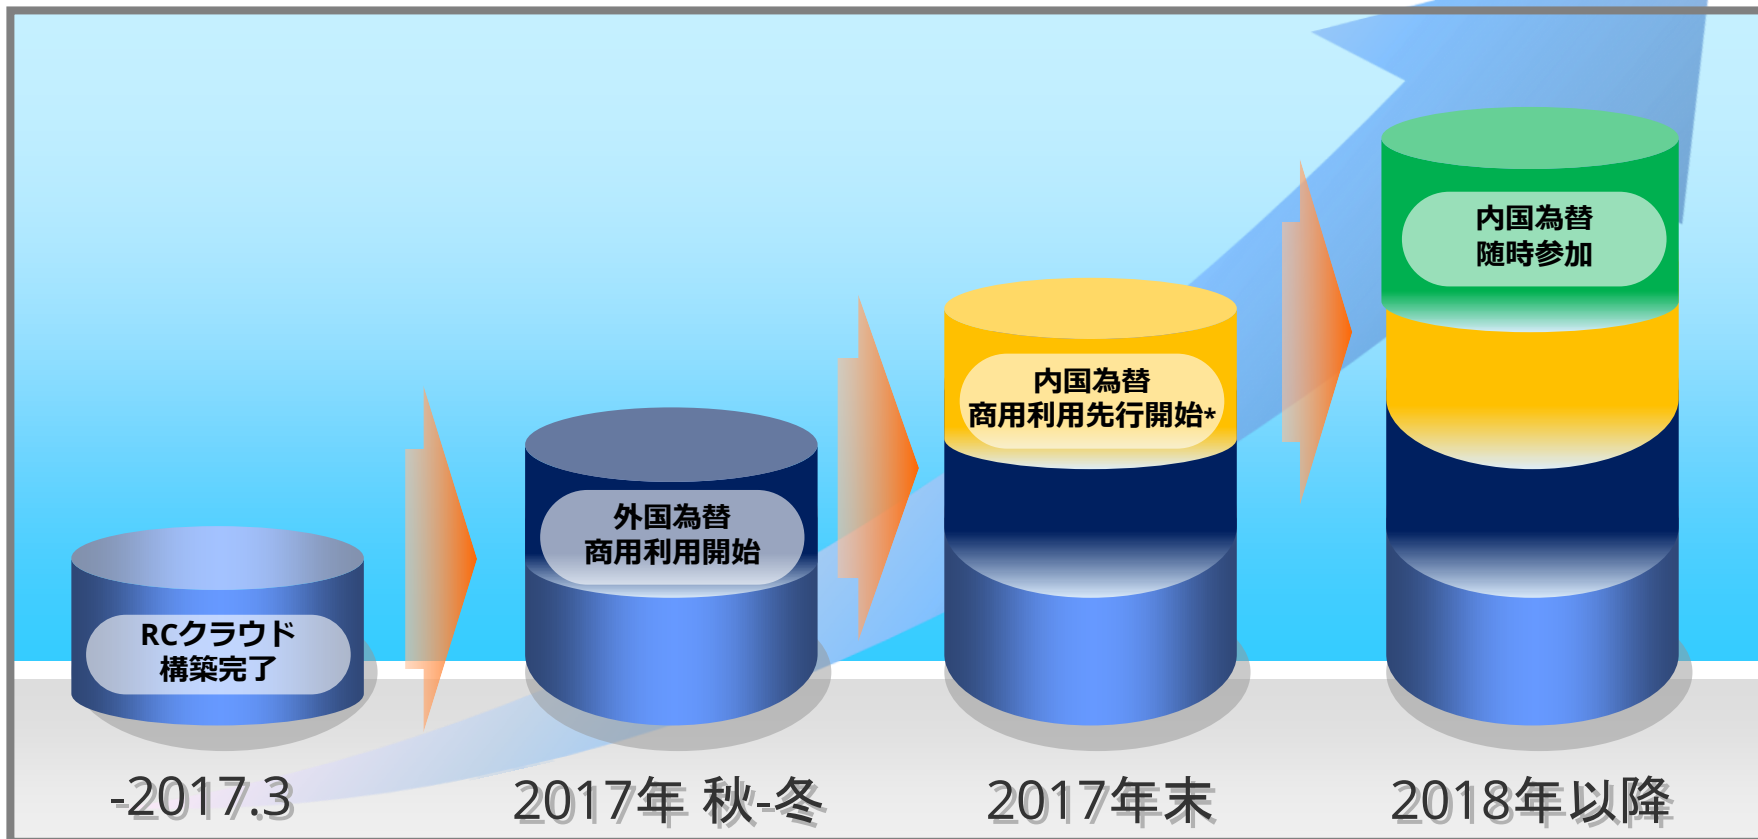 RCクラウド
構築完了
外国為替
商用利用開始
内国為替
商用利用先行開始*
内国為替
随時参加
-2017.3
2017年 秋-冬
2017年末
2018年以降